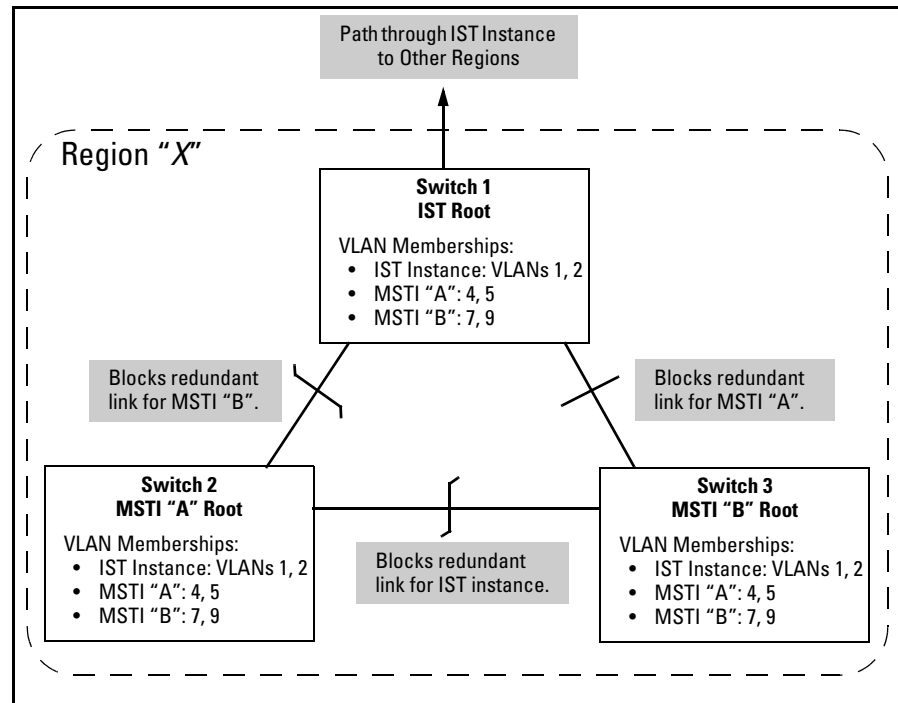 Path through IST Instance
to Other Regions
Region “X”
Switch 1
IST Root
VLAN Memberships:
• IST Instance: VLANs 1, 2
• MSTI “A”: 4, 5
• MSTI “B”: 7, 9
Blocks redundant
link for MSTI “B”.
Blocks redundant
link for MSTI “A”.
Switch 2
MSTI “A” Root
VLAN Memberships:
• IST Instance: VLANs 1, 2
• MSTI “A”: 4, 5
• MSTI “B”: 7, 9
Blocks redundant
link for IST instance.
Switch 3
MSTI “B” Root
VLAN Memberships:
• IST Instance: VLANs 1, 2
• MSTI “A”: 4, 5
• MSTI “B”: 7, 9